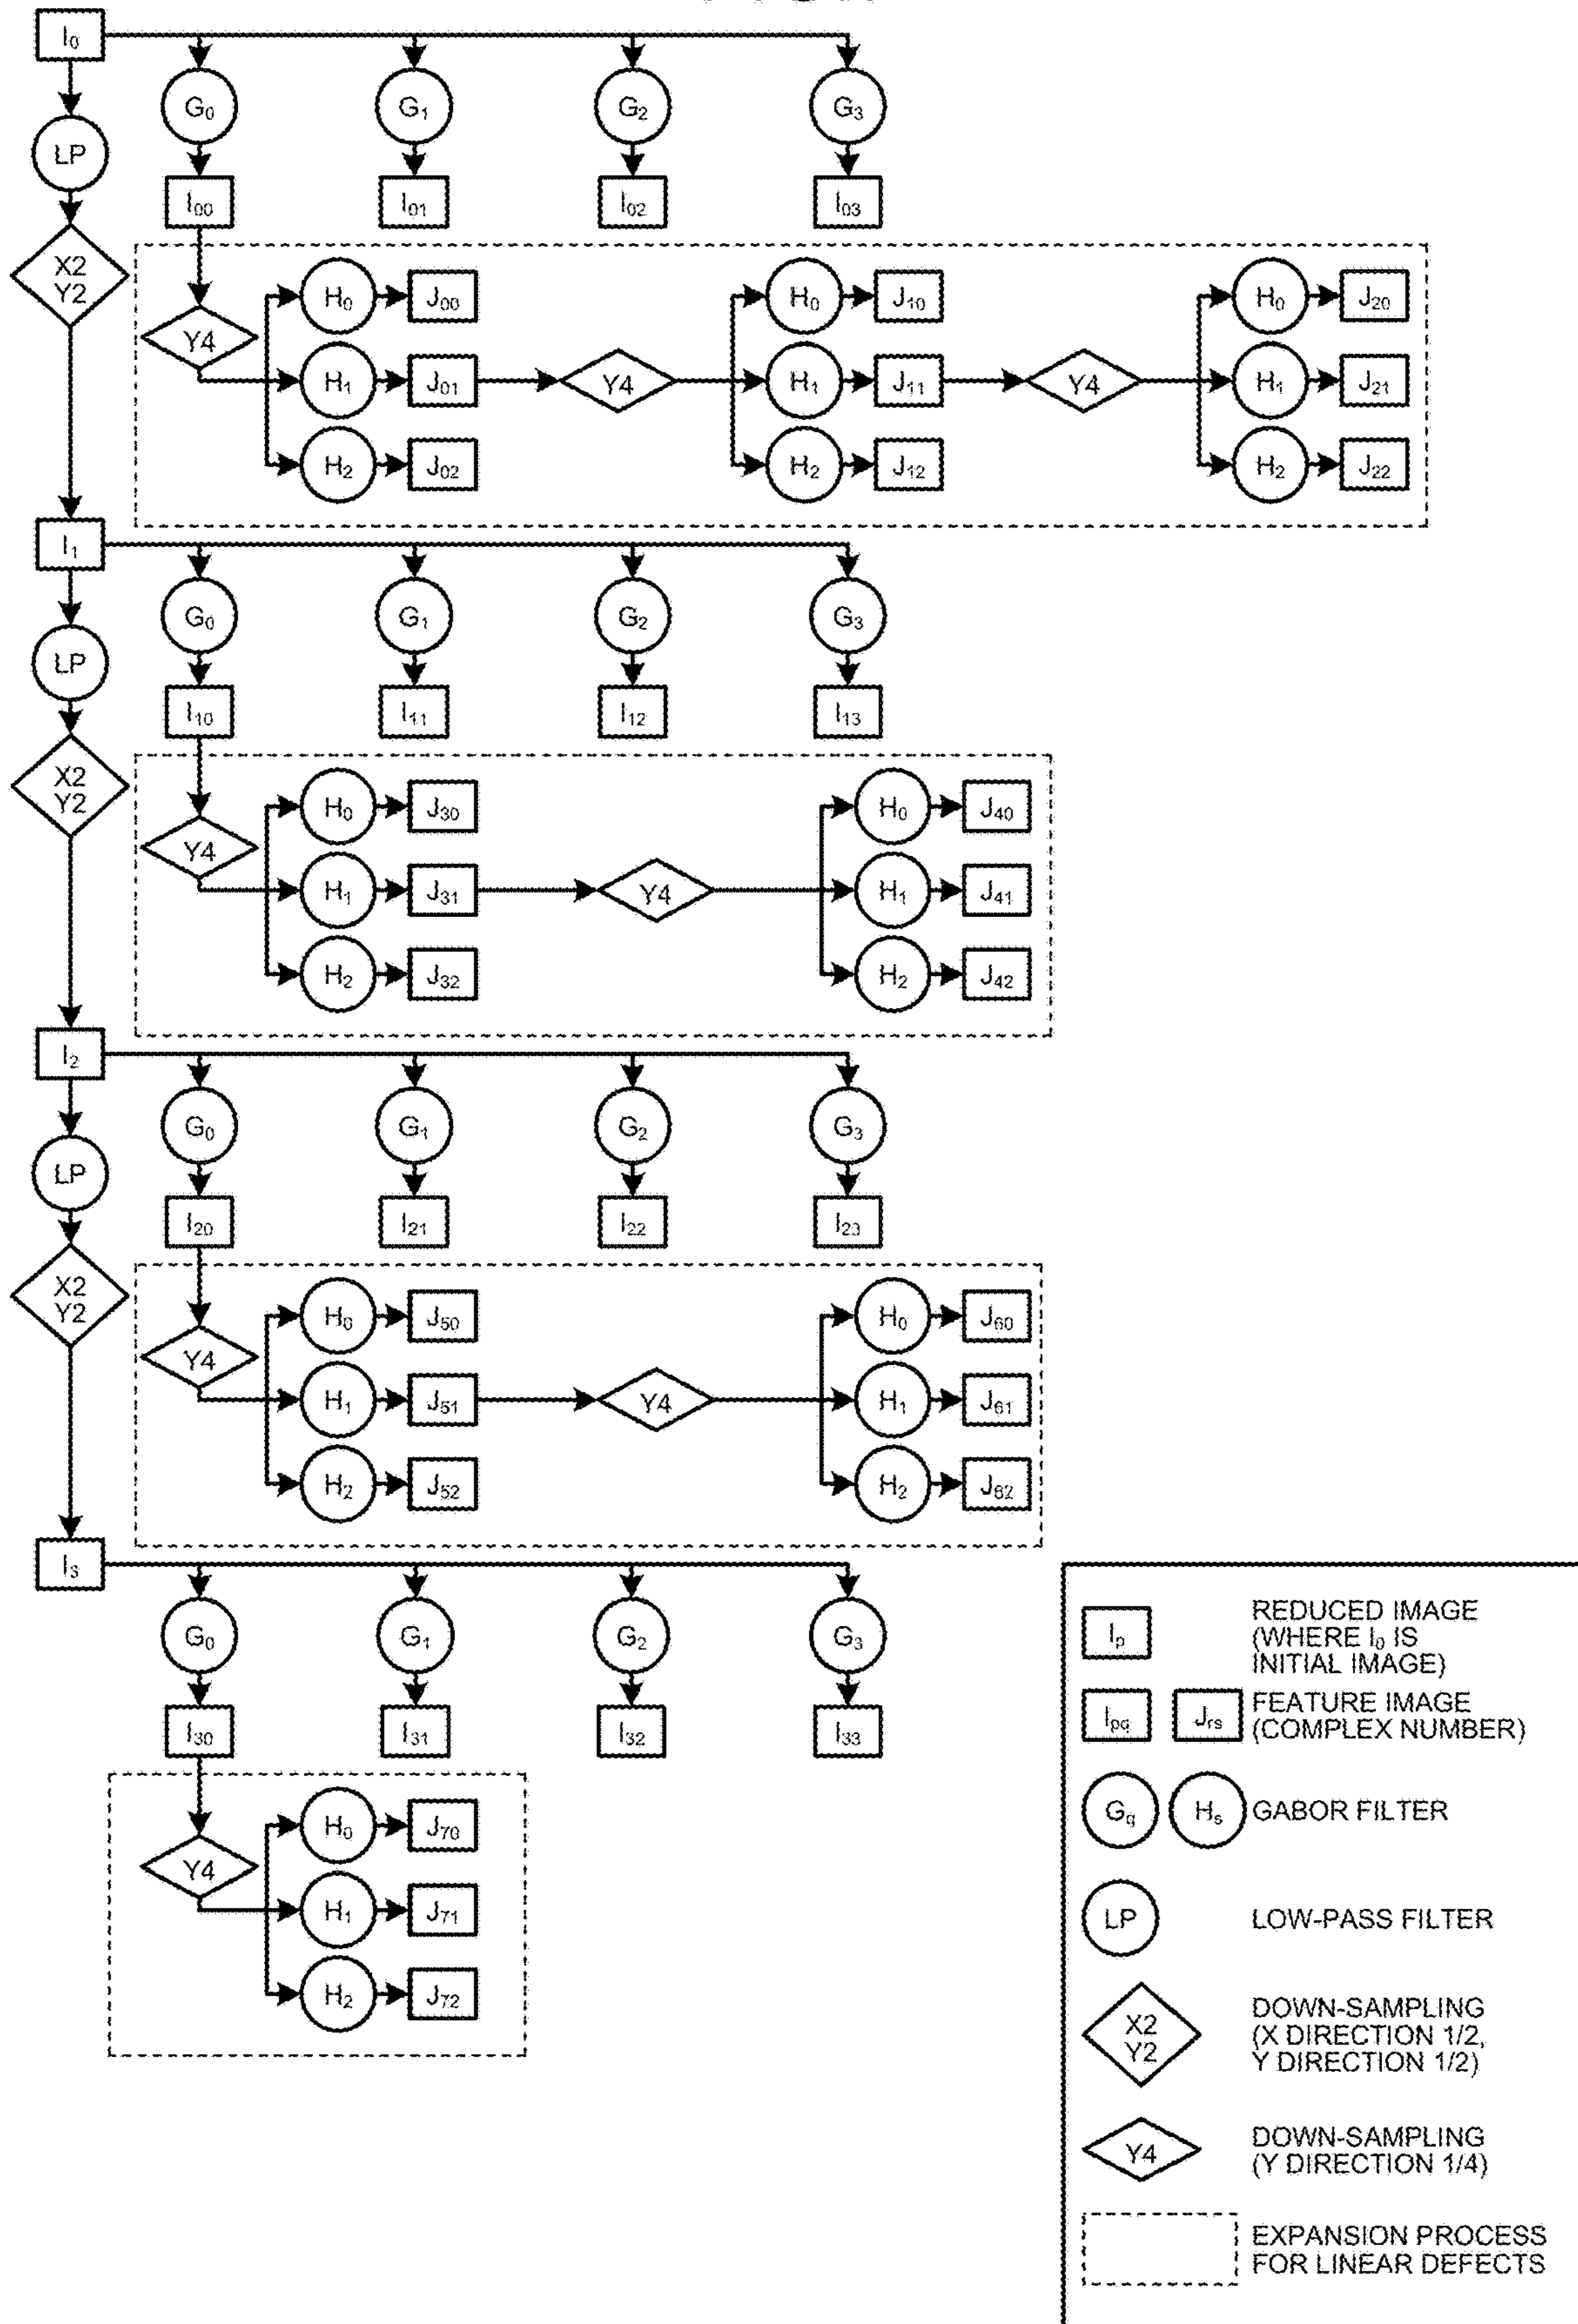 I0
G0 G1 G2 G3
LP
I00 I01 I02 I03
X2
Y2
H0 J00 H0 J10 H0 J20
Y4
H1 J01 Y4 H1 J11 Y4 H1 J21
H2 J02 H2 J12 H2 J22
I1
G0 G1 G2 G3
LP
I10 I11 I12 I13
X2
Y2
H0 J30 H0 J40
Y4
H1 J31 Y4 H1 J41
H2 J32 H2 J42
I2
G0 G1 G2 G3
LP
I20 I21 I22 I23
X2
Y2
H0 J50 H0 J60
Y4
H1 J51 Y4 H1 J61
H2 J52 H2 J62
I3
G0 G1 G2 G3
I30 I31 I32 I33
H0 J70
Y4
H1 J71
H2 J72
Ip REDUCED IMAGE
(WHERE I0 IS
INITIAL IMAGE)
Ipq Jrs FEATURE IMAGE
(COMPLEX NUMBER)
Gq Hs GABOR FILTER
LP LOW-PASS FILTER
X2
Y2
DOWN-SAMPLING
(X DIRECTION 1/2,
Y DIRECTION 1/2)
Y4 DOWN-SAMPLING
(Y DIRECTION 1/4)
EXPANSION PROCESS
FOR LINEAR DEFECTS